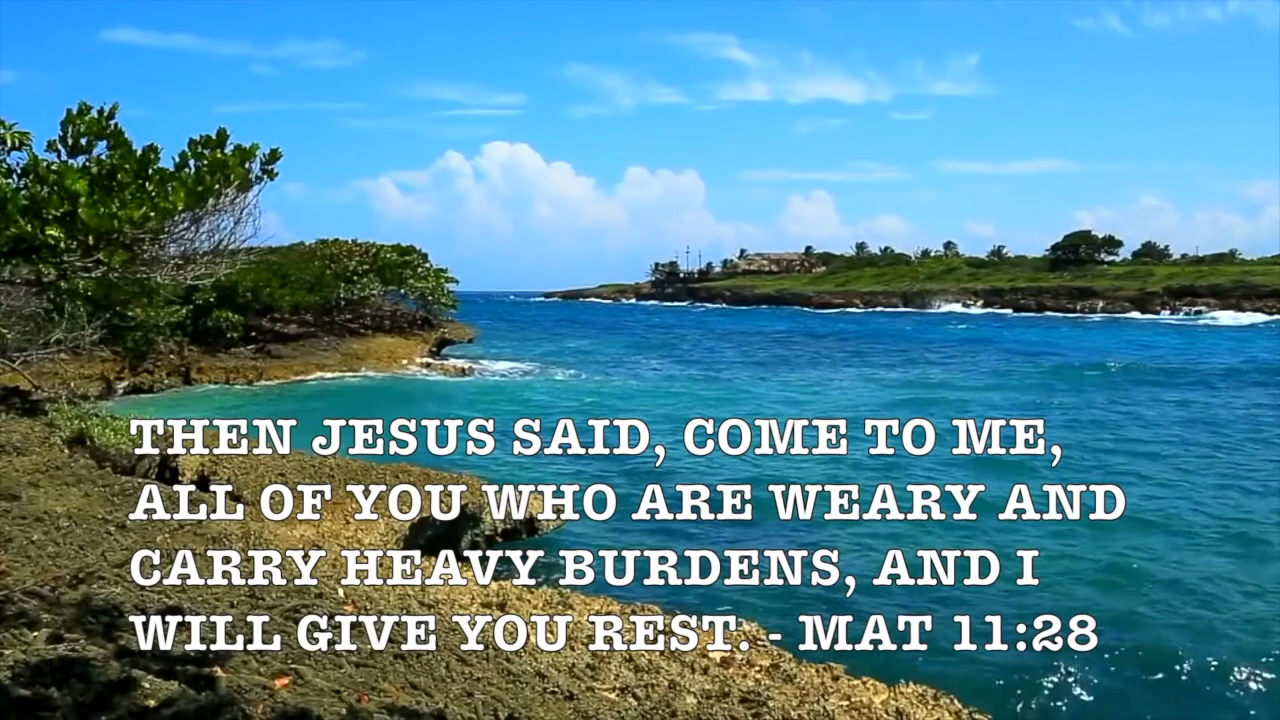 THEN JESUS SAID, COME TO ME,
ALL OF YOU WHO ARE WEARY AND
CARRY HEAVY BURDENS, AND I
WILL GIVE YOU REST. - MAT 11:28